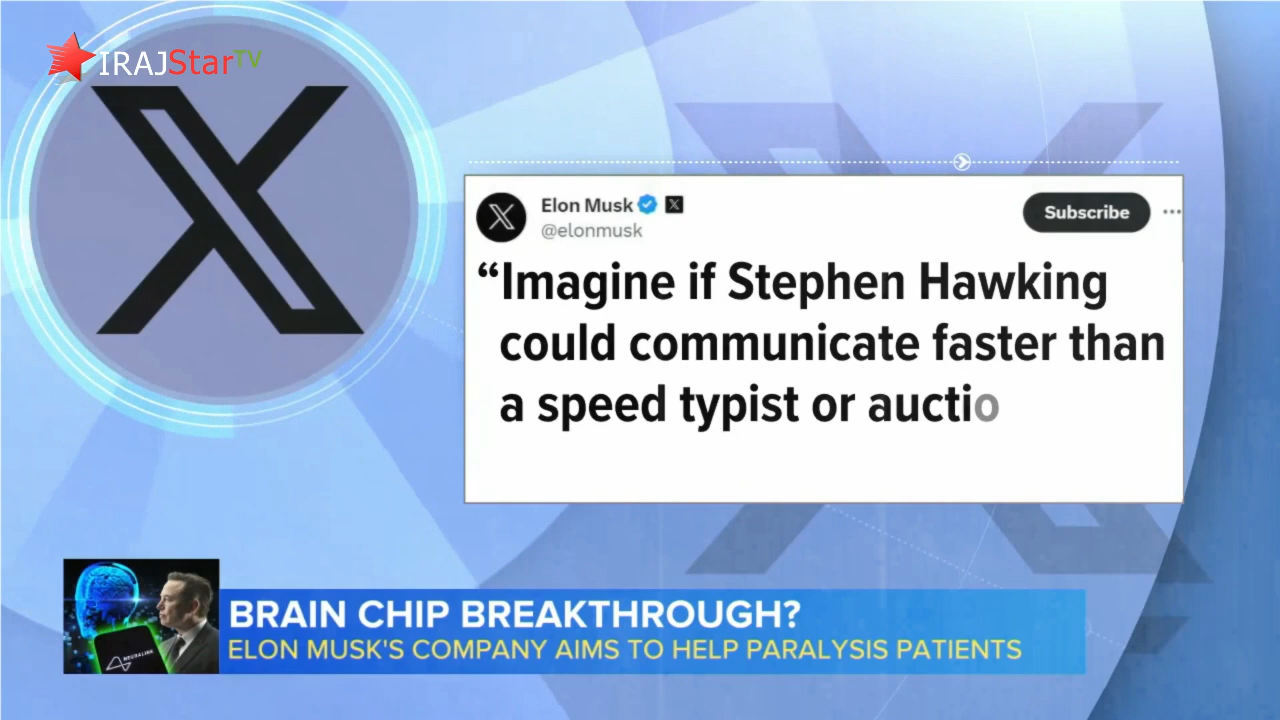 IRAJStarTV
Elon Musk
@elonmusk
Subscribe
“Imagine if Stephen Hawking
could communicate faster than
a speed typist or auctio
NEURALINK
BRAIN CHIP BREAKTHROUGH?
ELON MUSK'S COMPANY AIMS TO HELP PARALYSIS PATIENTS